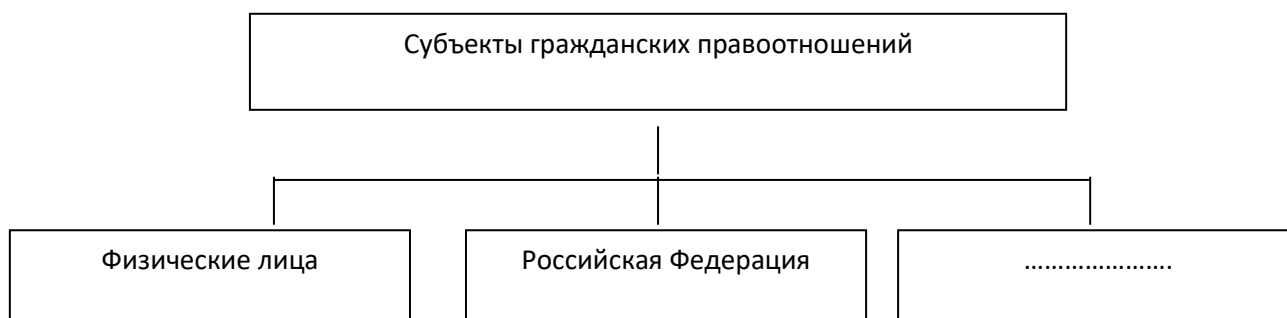 Субъекты гражданских правоотношений
Физические лица
Российская Федерация
......................